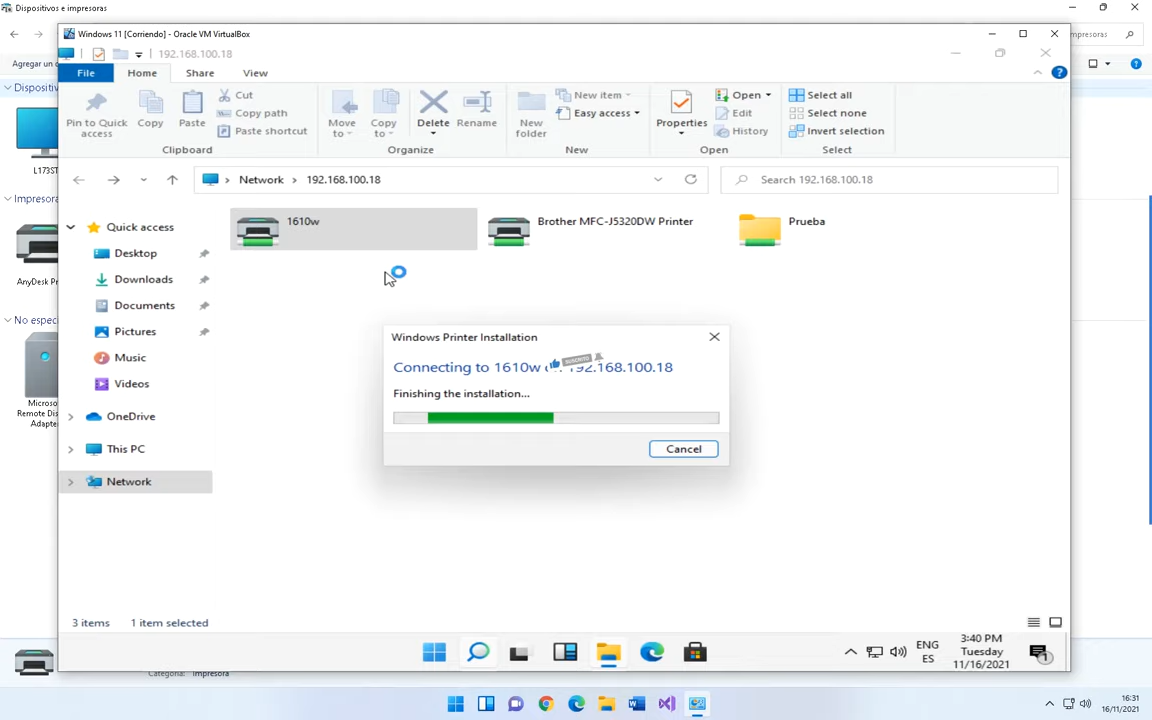 Dispositivos e impresoras
Windows 11 [Corriendo] - Oracle VM VirtualBox
192.168.100.18
Agregar un
impresoras
File Home Share View
Pin to Quick access
Copy
Paste
Cut
Copy path
Paste shortcut
Move to
Copy to
Delete
Rename
New folder
New item
Easy access
Properties
Open
Edit
History
Select all
Select none
Invert selection
Clipboard Organize New Open Select
Network 192.168.100.18
Search 192.168.100.18
Dispositiv
L173ST
Impresora
AnyDesk Pr
No especi
Microso
Remote Dis
Adapte
Quick access
Desktop
Downloads
Documents
Pictures
Music
Videos
OneDrive
This PC
Network
1610w
Brother MFC-J5320DW Printer
Prueba
Windows Printer Installation
Connecting to 1610w 192.168.100.18
SUSCRITO
Finishing the installation...
Cancel
3 items 1 item selected
ENG
ES
3:40 PM
Tuesday
11/16/2021
1
Categoría: Impresora
16:31
16/11/2021